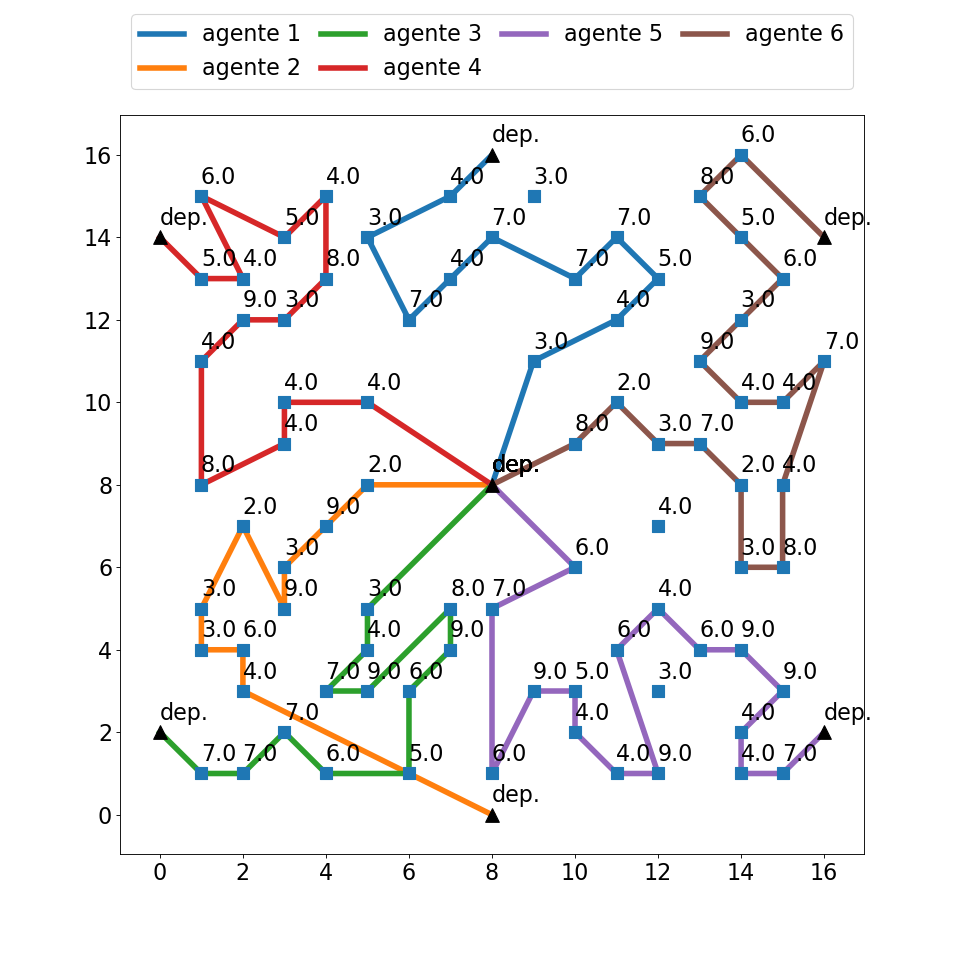 agente 1 agente 3 agente 5 agente 6
agente 2 agente 4
dep. 6.0
16
6.0 4.0 4.0 3.0 8.0
dep. 5.0 3.0 7.0 7.0 5.0 dep.
14
5.0 4.0 8.0 4.0 7.0 5.0 6.0
9.0 3.0 7.0 4.0 3.0
12
4.0 3.0 9.0 7.0
4.0 4.0 2.0 4.0 4.0
10
4.0 8.0 3.0 7.0
8.0 2.0 dep. 2.0 4.0
8
2.0 9.0 4.0
3.0 6.0 3.0 8.0
6
3.0 9.0 3.0 8.0 7.0 4.0
3.0 6.0 4.0 9.0 6.0 6.0 9.0
4
4.0 7.0 9.0 6.0 9.0 5.0 3.0 9.0
dep. 7.0 4.0 4.0 dep.
2
7.0 7.0 6.0 5.0 6.0 4.0 9.0 4.0 7.0
dep.
0
0 2 4 6 8 10 12 14 16